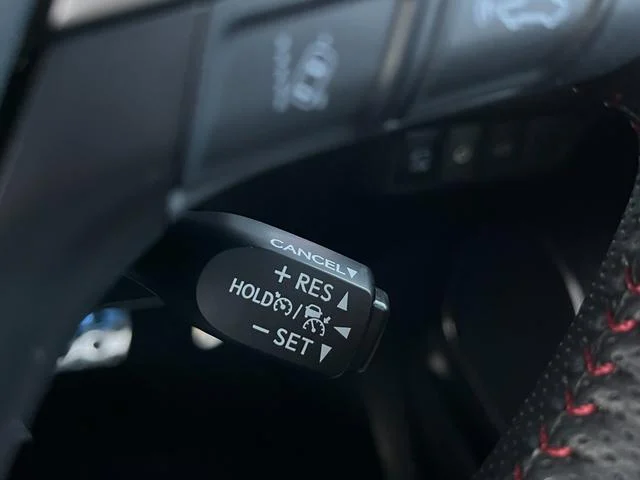 CANCEL▼
+ RES ▲
HOLD / ◄
− SET ▼